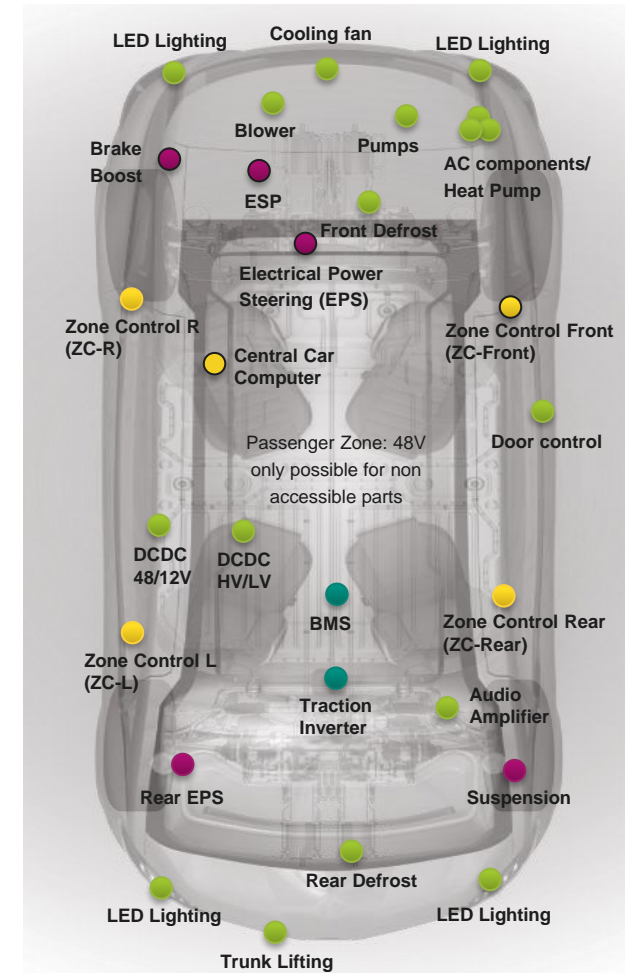 Cooling fan
LED Lighting
LED Lighting
Blower
Pumps
Brake
Boost
AC components/
Heat Pump
ESP
Front Defrost
Electrical Power
Steering (EPS)
Zone Control R
(ZC-R)
Zone Control Front
(ZC-Front)
Central Car
Computer
Door control
Passenger Zone: 48V
only possible for non
accessible parts
DCDC
48/12V
DCDC
HV/LV
BMS
Zone Control Rear
(ZC-Rear)
Zone Control L
(ZC-L)
Traction
Inverter
Audio
Amplifier
Rear EPS
Suspension
Rear Defrost
LED Lighting
LED Lighting
Trunk Lifting